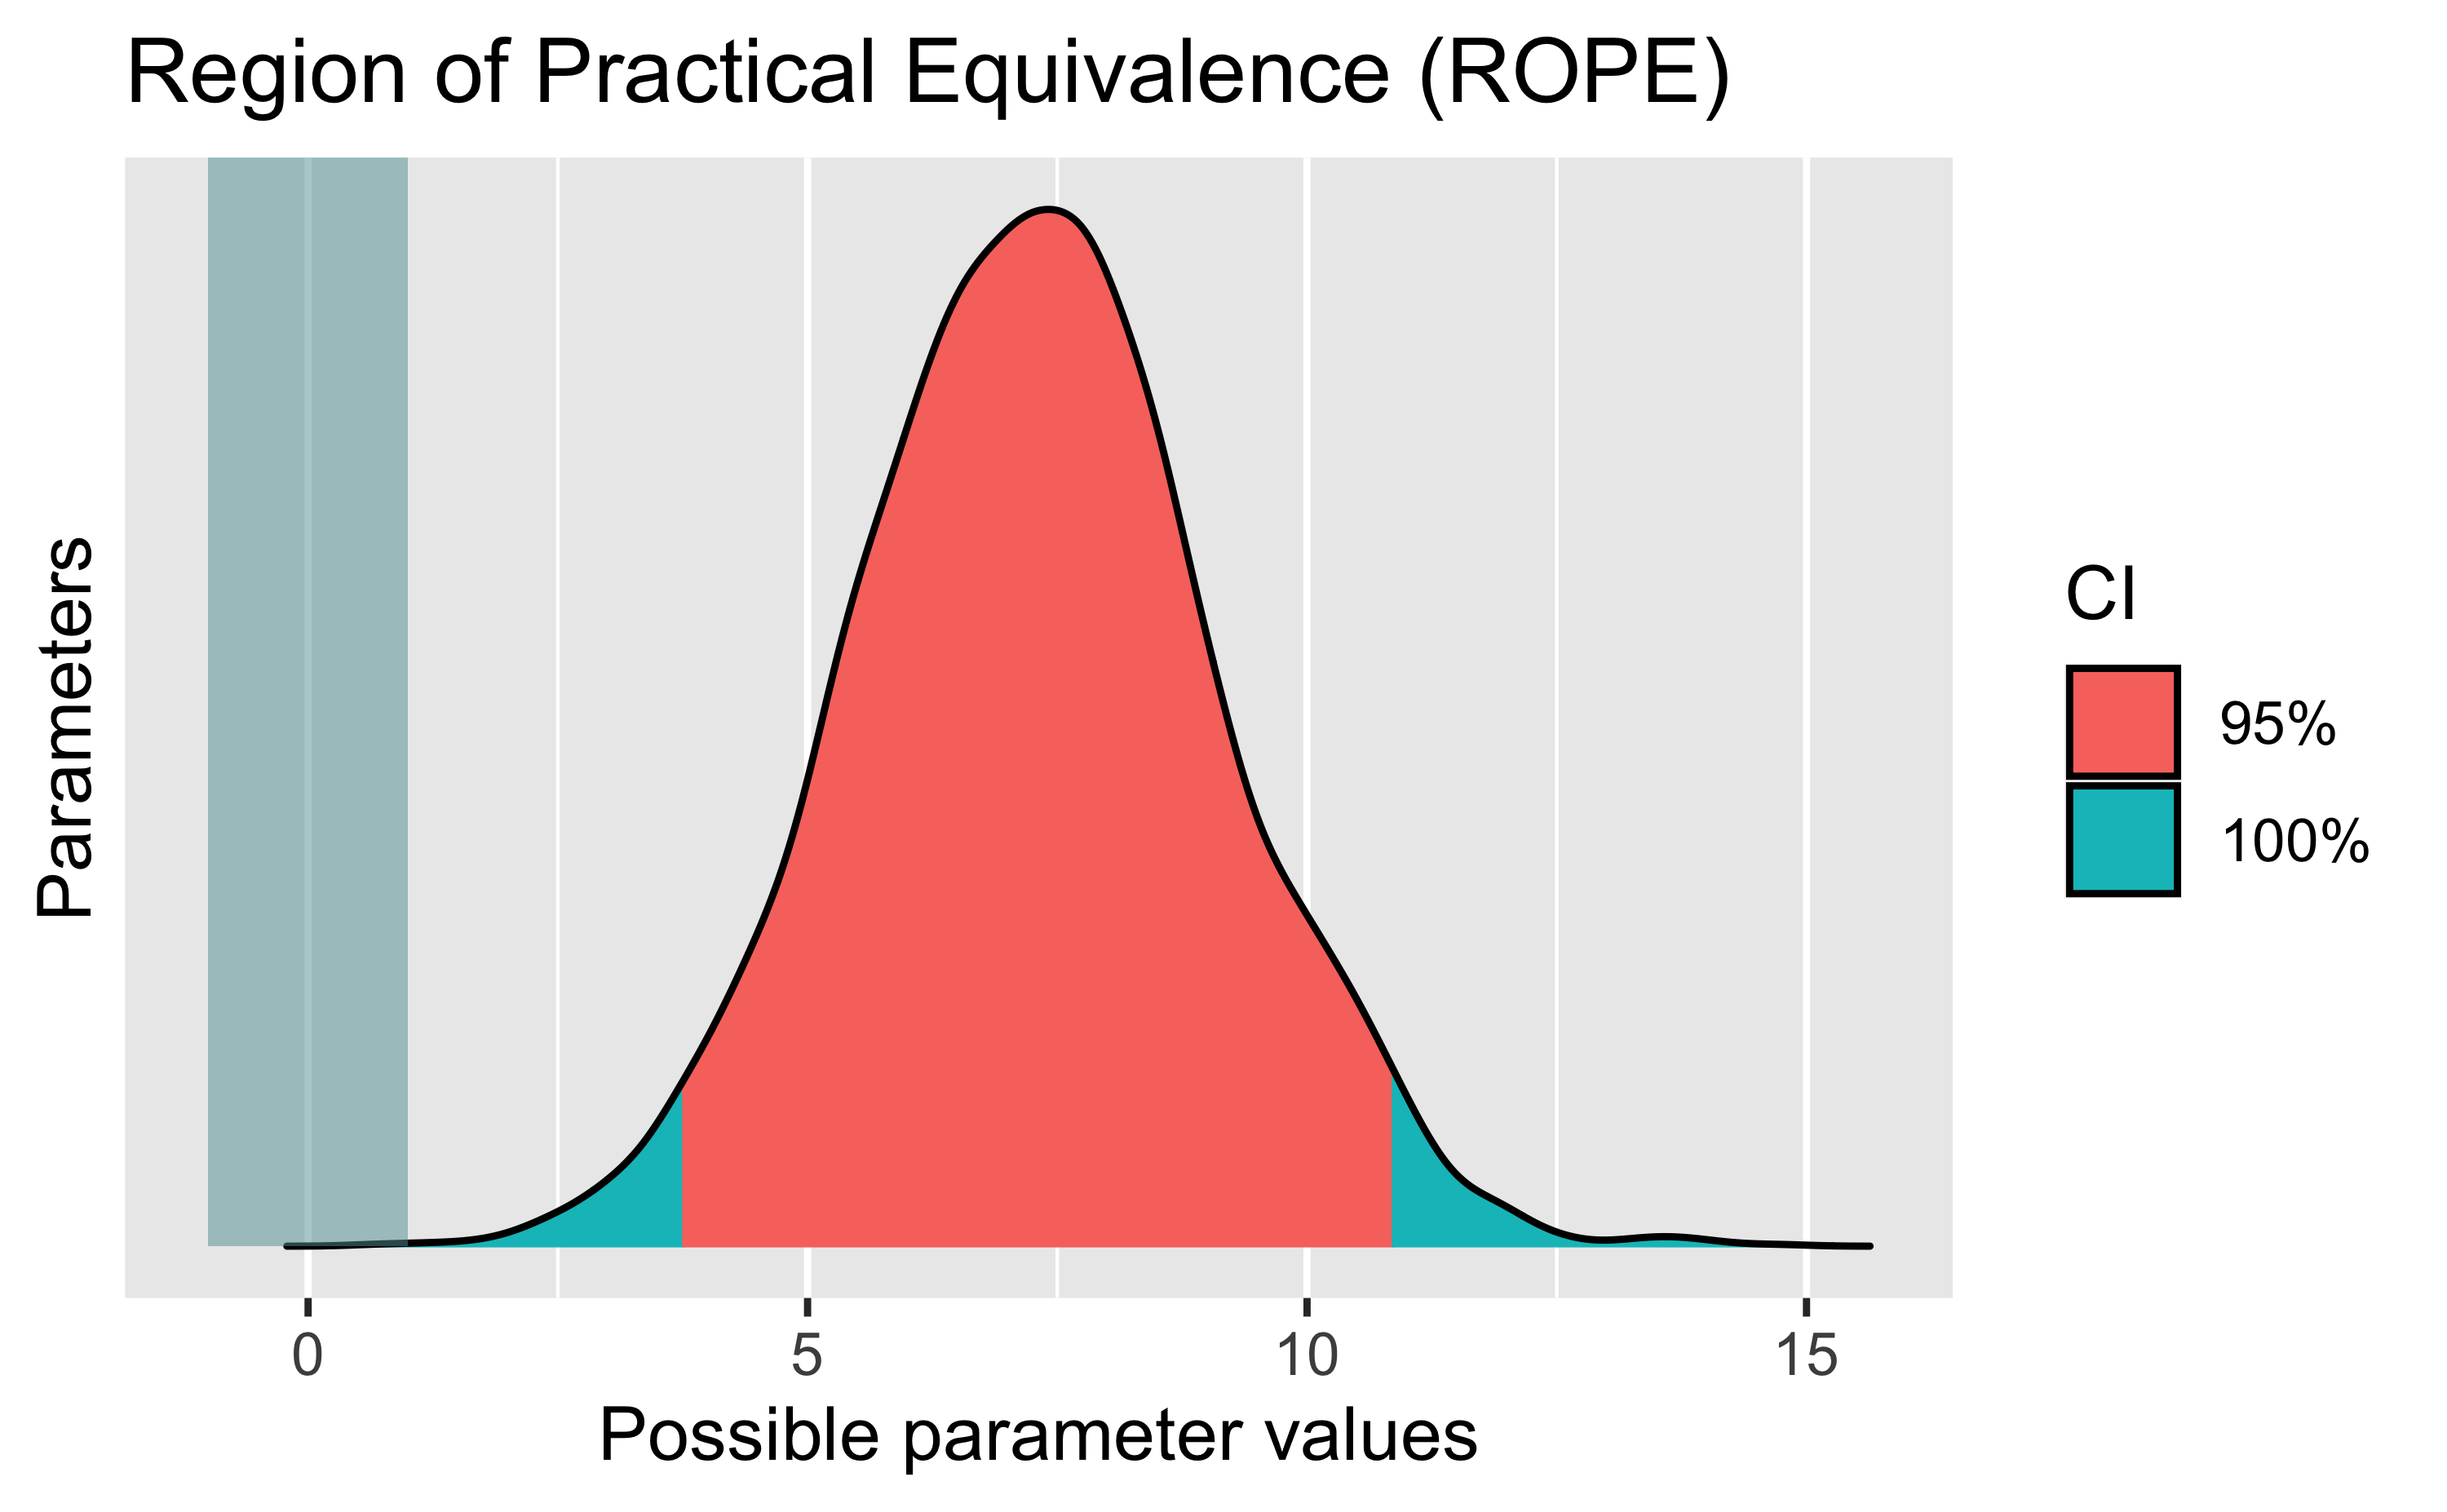 Region of Practical Equivalence (ROPE)
Parameters
CI
95%
100%
0 5 10 15
Possible parameter values